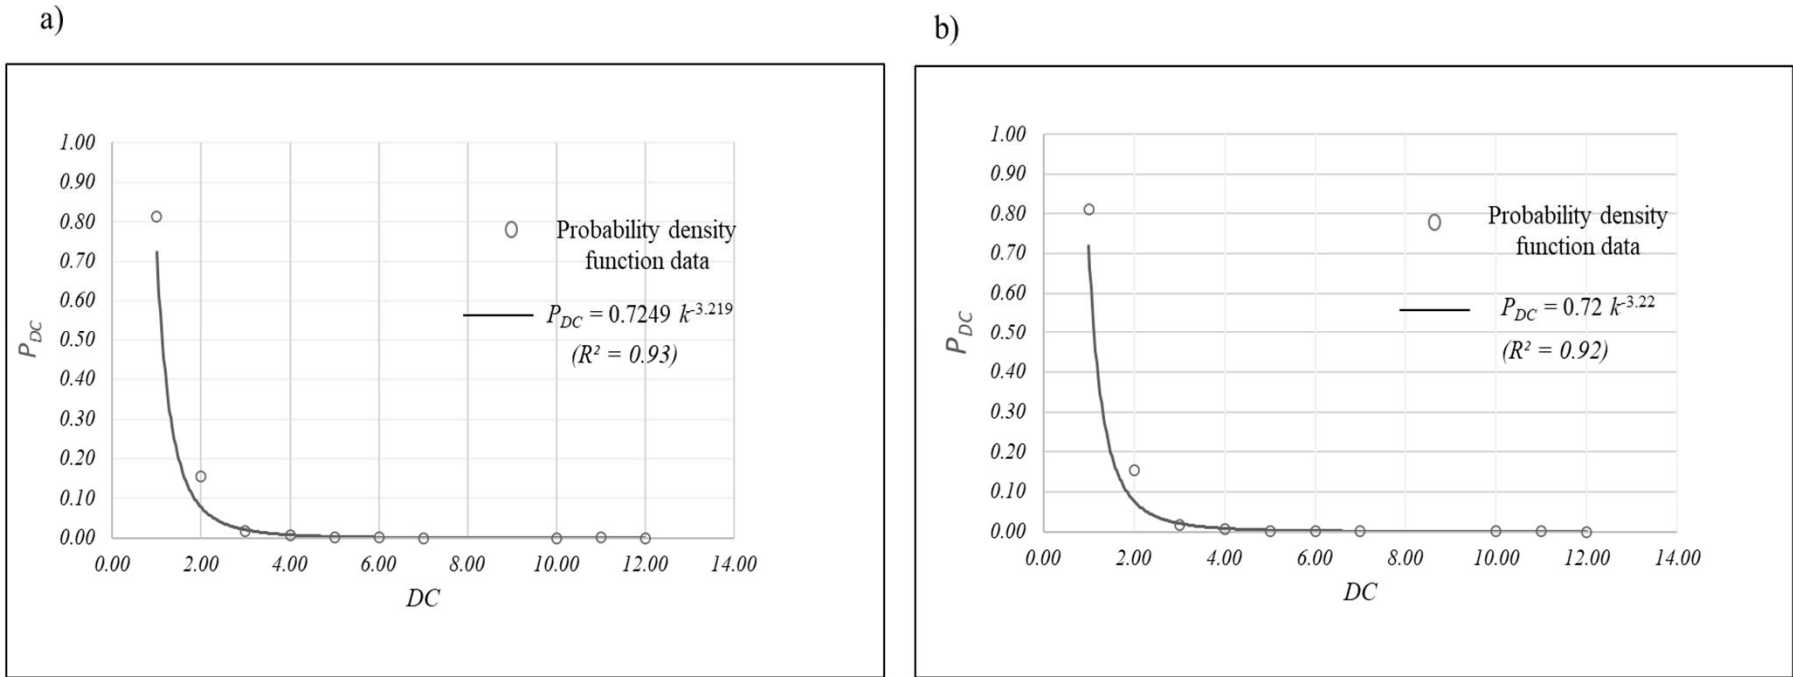 a)
1.00
0.90
0.80
0.70
0.60
0.50
0.40
0.30
0.20
0.10
0.00
P_DC
0.00 2.00 4.00 6.00 8.00 10.00 12.00 14.00
DC
Probability density
function data
P_DC = 0.7249 k^-3.219
(R² = 0.93)
b)
1.00
0.90
0.80
0.70
0.60
0.50
0.40
0.30
0.20
0.10
0.00
P_DC
0.00 2.00 4.00 6.00 8.00 10.00 12.00 14.00
DC
Probability density
function data
P_DC = 0.72 k^-3.22
(R² = 0.92)